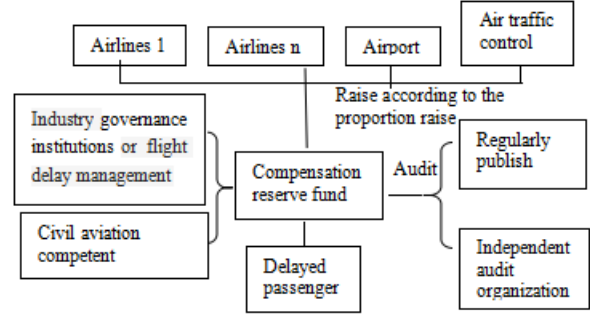 Airlines 1
Airlines n
Airport
Air traffic
control
Raise according to the
proportion raise
Industry governance
institutions or flight
delay management
Civil aviation
competent
Compensation
reserve fund
Audit
Regularly
publish
Independent
audit
organization
Delayed
passenger